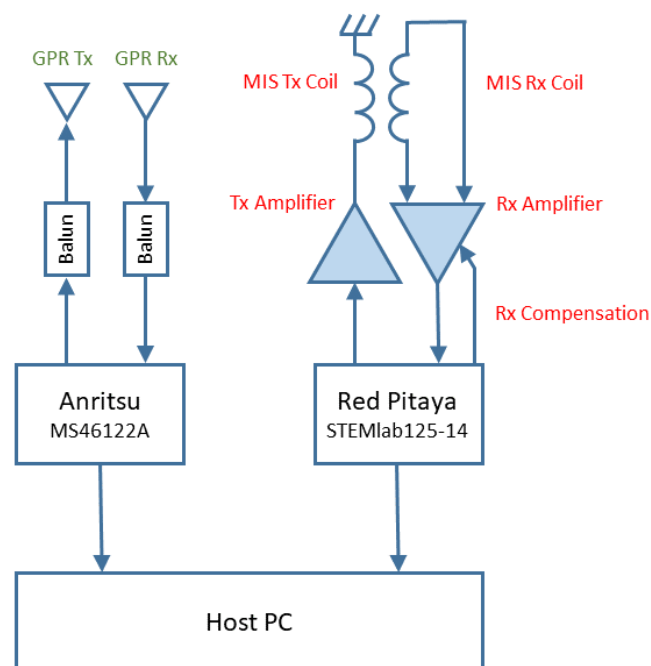 GPR Tx
GPR Rx
MIS Tx Coil
MIS Rx Coil
Tx Amplifier
Rx Amplifier
Balun
Balun
Rx Compensation
Anritsu
MS46122A
Red Pitaya
STEMlab125-14
Host PC